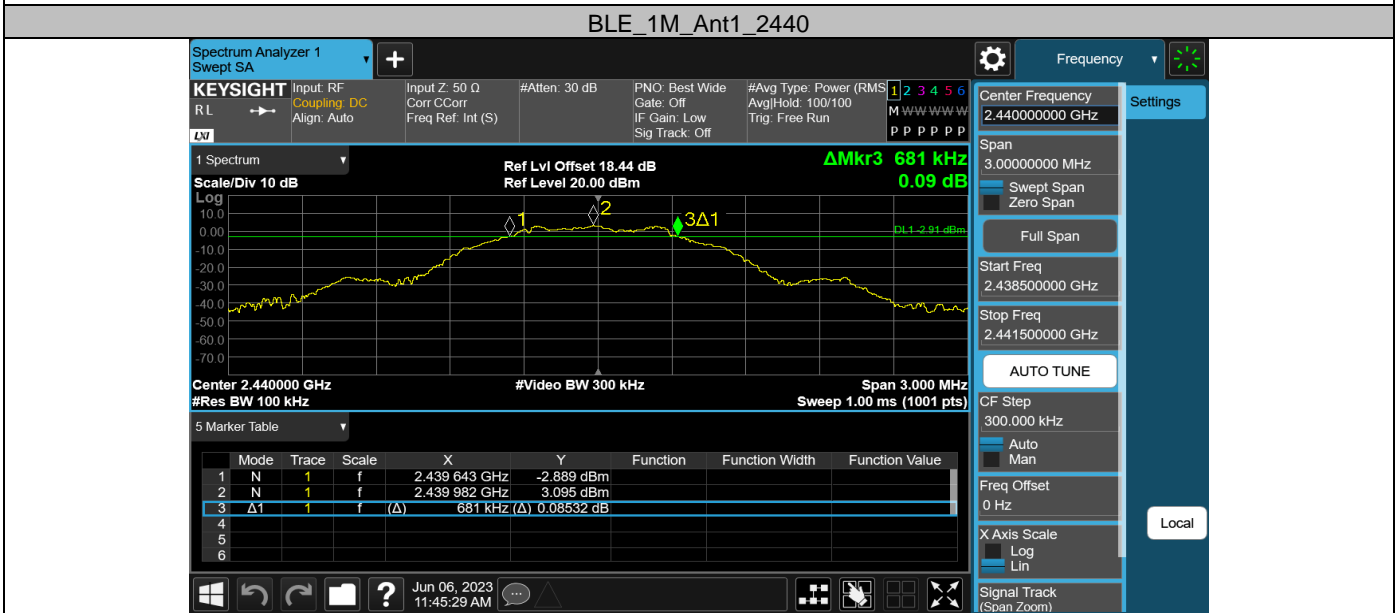 BLE_1M_Ant1_2440
Spectrum Analyzer 1
Swept SA
Frequency
KEYSIGHT
RL
LXI
Input: RF
Coupling: DC
Align: Auto
Input Z: 50 Ω
Corr CCorr
Freq Ref: Int (S)
#Atten: 30 dB
PNO: Best Wide
Gate: Off
IF Gain: Low
Sig Track: Off
#Avg Type: Power (RMS
Avg|Hold: 100/100
Trig: Free Run
1 2 3 4 5 6
M W W W W W
P P P P P P
1 Spectrum
Scale/Div 10 dB
Ref Lvl Offset 18.44 dB
Ref Level 20.00 dBm
ΔMkr3 681 kHz
0.09 dB
Log
10.0
0.00
-10.0
-20.0
-30.0
-40.0
-50.0
-60.0
-70.0
1
2
3Δ1
DL1 -2.91 dBm
Center 2.440000 GHz
#Video BW 300 kHz
Span 3.000 MHz
#Res BW 100 kHz
Sweep 1.00 ms (1001 pts)
5 Marker Table
Mode Trace Scale X Y Function Function Width Function Value
1 N 1 f 2.439 643 GHz -2.889 dBm
2 N 1 f 2.439 982 GHz 3.095 dBm
3 Δ1 1 f (Δ) 681 kHz (Δ) 0.08532 dB
4
5
6
Jun 06, 2023
11:45:29 AM
Center Frequency
2.440000000 GHz
Settings
Span
3.00000000 MHz
Swept Span
Zero Span
Full Span
Start Freq
2.438500000 GHz
Stop Freq
2.441500000 GHz
AUTO TUNE
CF Step
300.000 kHz
Auto
Man
Freq Offset
0 Hz
Local
X Axis Scale
Log
Lin
Signal Track
(Span Zoom)